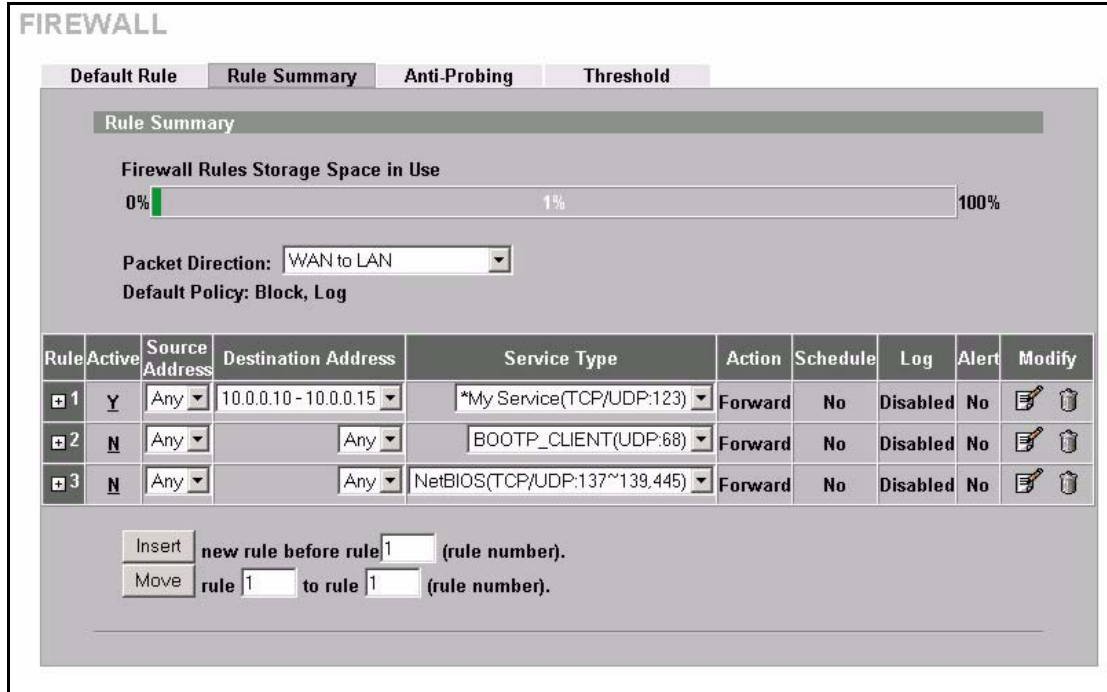 FIREWALL
Default Rule Rule Summary Anti-Probing Threshold
Rule Summary
Firewall Rules Storage Space in Use
0% 1% 100%
Packet Direction: WAN to LAN
Default Policy: Block, Log
Rule Active Source Address Destination Address Service Type Action Schedule Log Alert Modify
1 Y Any 10.0.0.10 - 10.0.0.15 *My Service(TCP/UDP:123) Forward No Disabled No
2 N Any Any BOOTP_CLIENT(UDP:68) Forward No Disabled No
3 N Any Any NetBIOS(TCP/UDP:137~139,445) Forward No Disabled No
Insert new rule before rule 1 (rule number).
Move rule 1 to rule 1 (rule number).